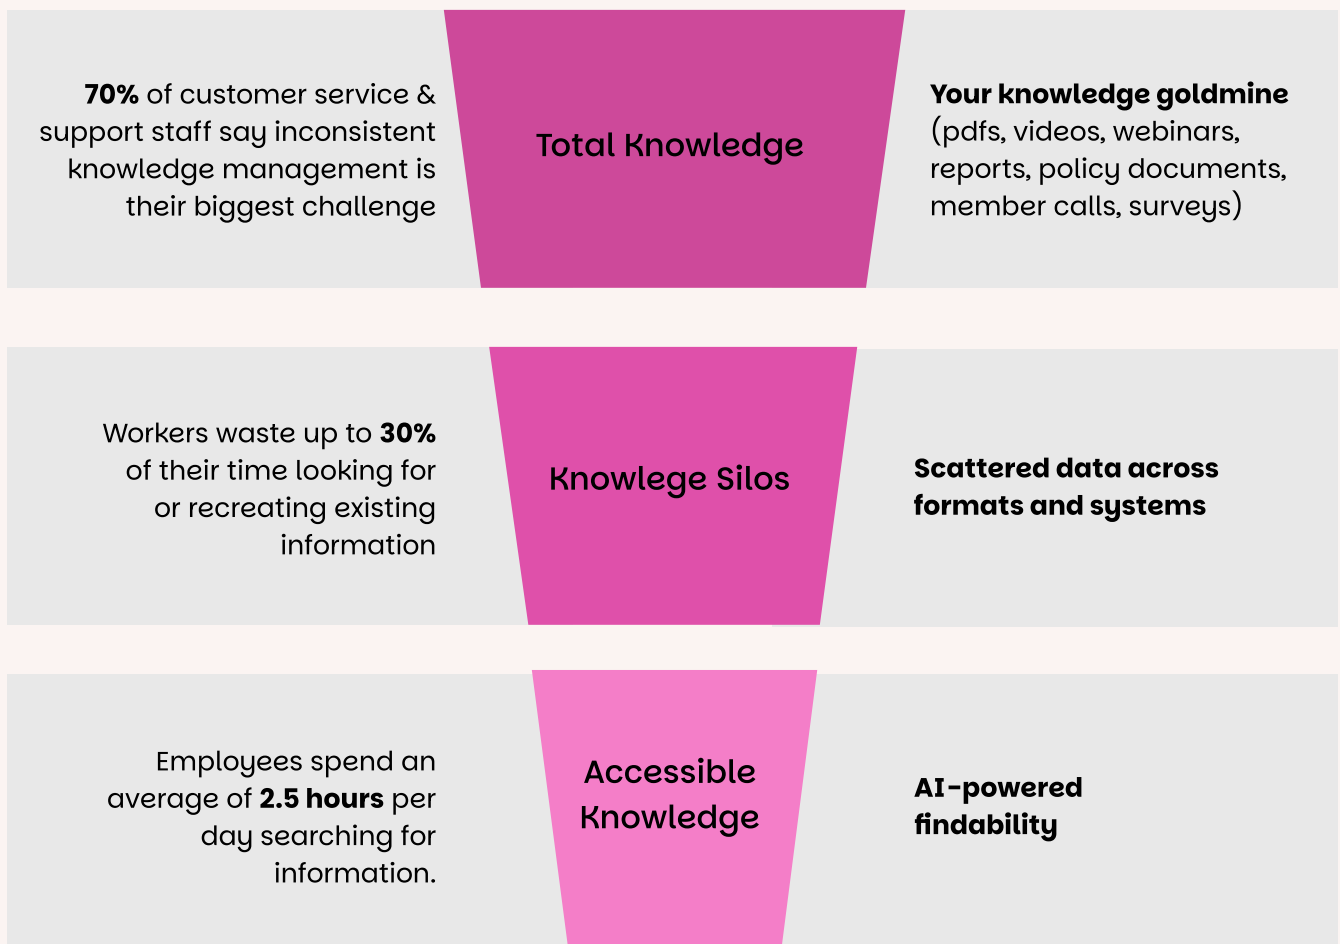 70% of customer service &
support staff say inconsistent
knowledge management is
their biggest challenge
Total Knowledge
Your knowledge goldmine
(pdfs, videos, webinars,
reports, policy documents,
member calls, surveys)
Workers waste up to 30%
of their time looking for
or recreating existing
information
Knowlege Silos
Scattered data across
formats and systems
Employees spend an
average of 2.5 hours per
day searching for
information.
Accessible
Knowledge
AI-powered
findability